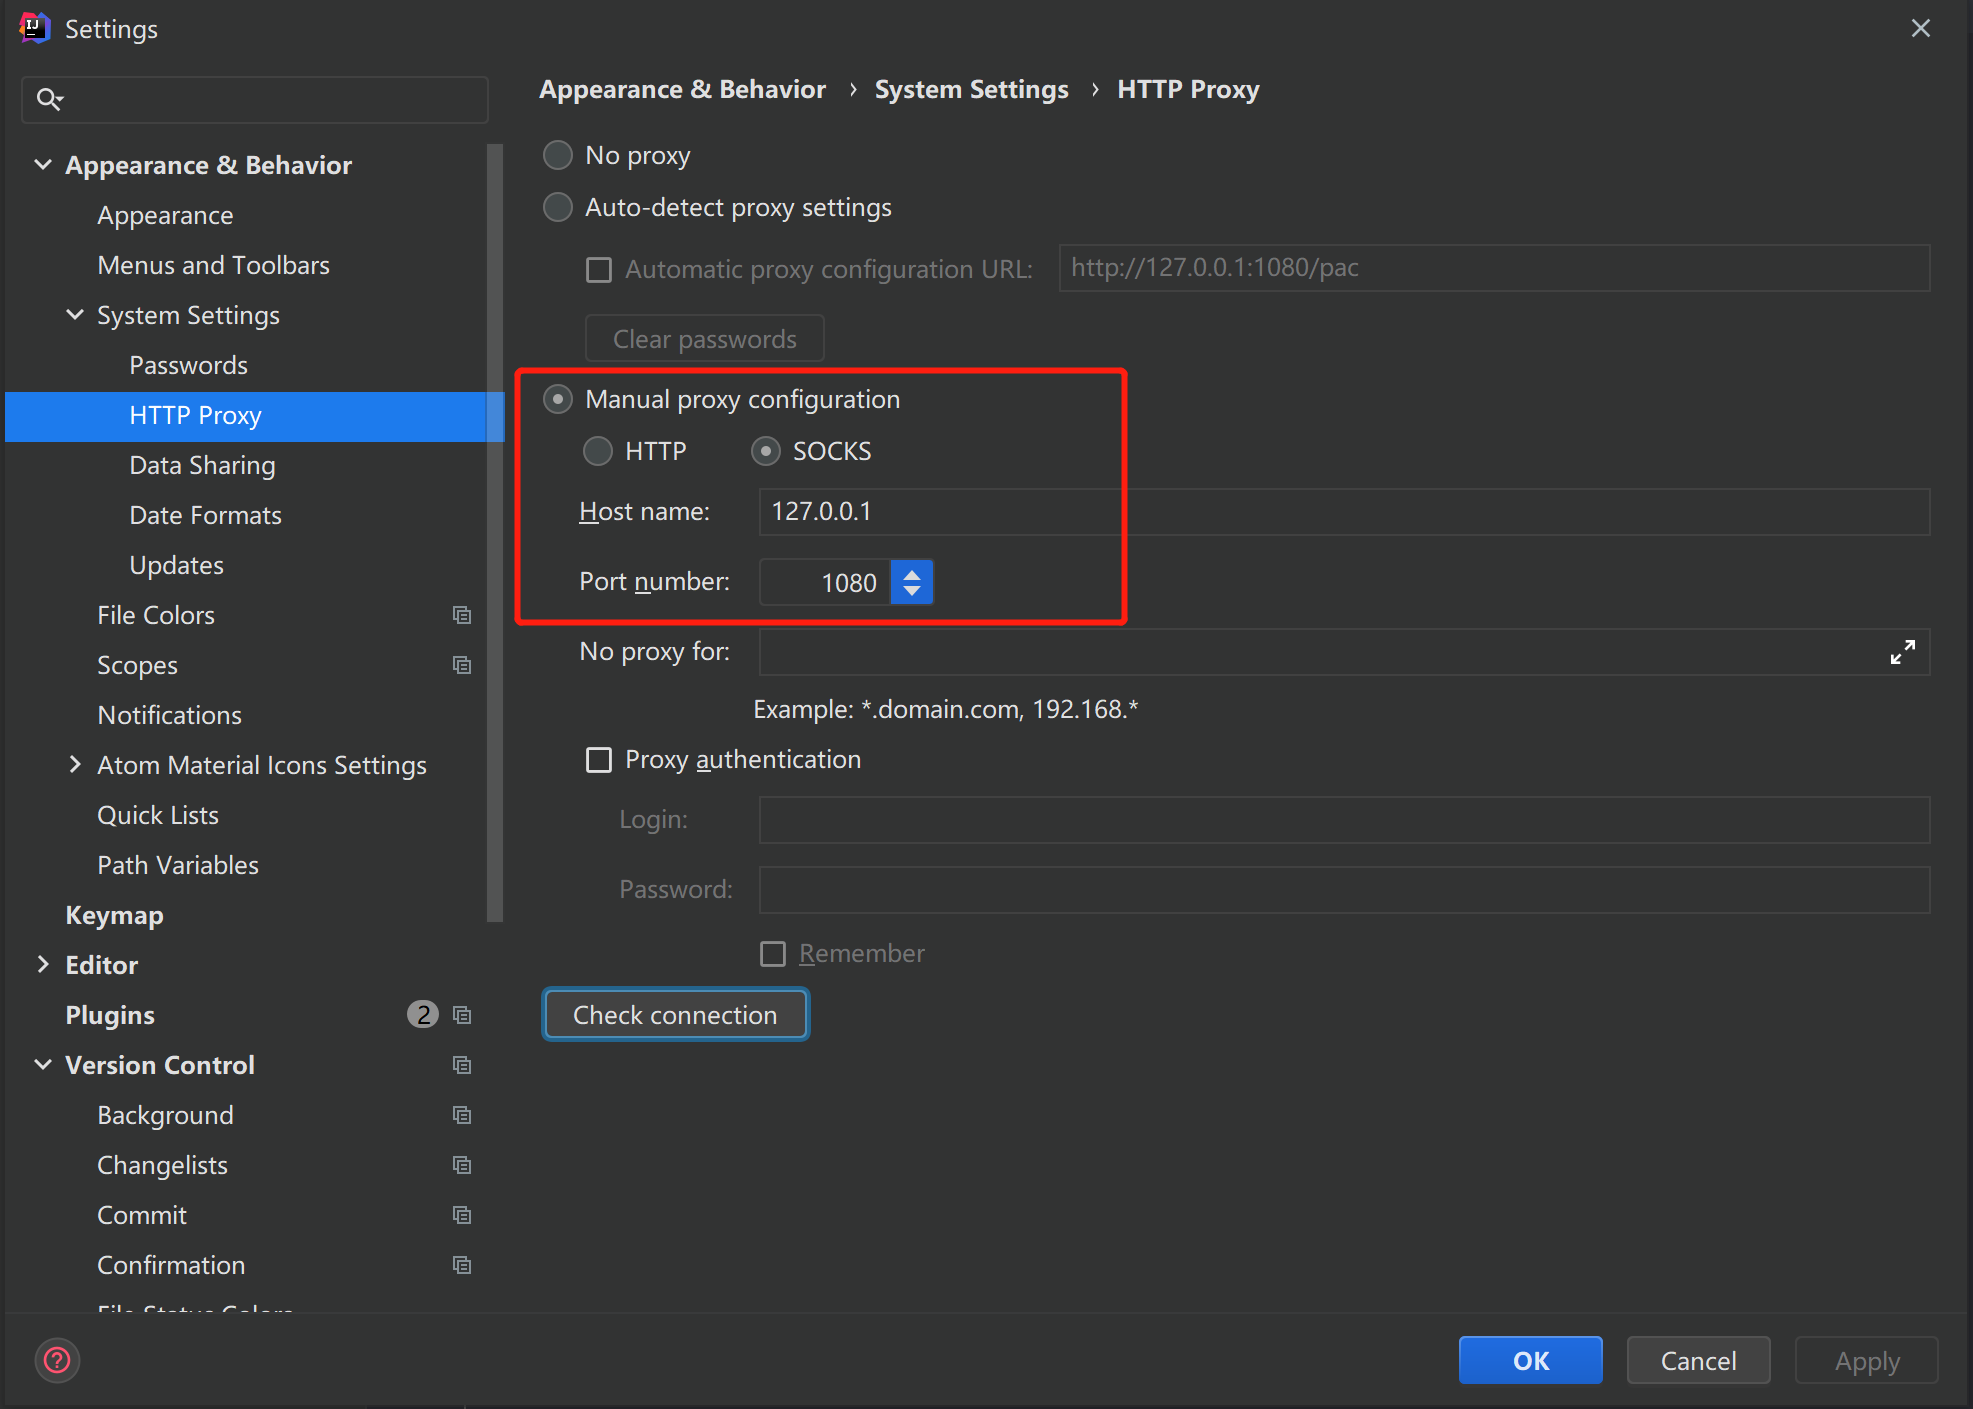 Settings
Appearance & Behavior
Appearance
Menus and Toolbars
System Settings
Passwords
HTTP Proxy
Data Sharing
Date Formats
Updates
File Colors
Scopes
Notifications
Atom Material Icons Settings
Quick Lists
Path Variables
Keymap
Editor
Plugins 2
Version Control
Background
Changelists
Commit
Confirmation
File Status Colors
Appearance & Behavior › System Settings › HTTP Proxy
No proxy
Auto-detect proxy settings
Automatic proxy configuration URL: http://127.0.0.1:1080/pac
Clear passwords
Manual proxy configuration
HTTP SOCKS
Host name: 127.0.0.1
Port number: 1080
No proxy for:
Example: *.domain.com, 192.168.*
Proxy authentication
Login:
Password:
Remember
Check connection
OK Cancel Apply